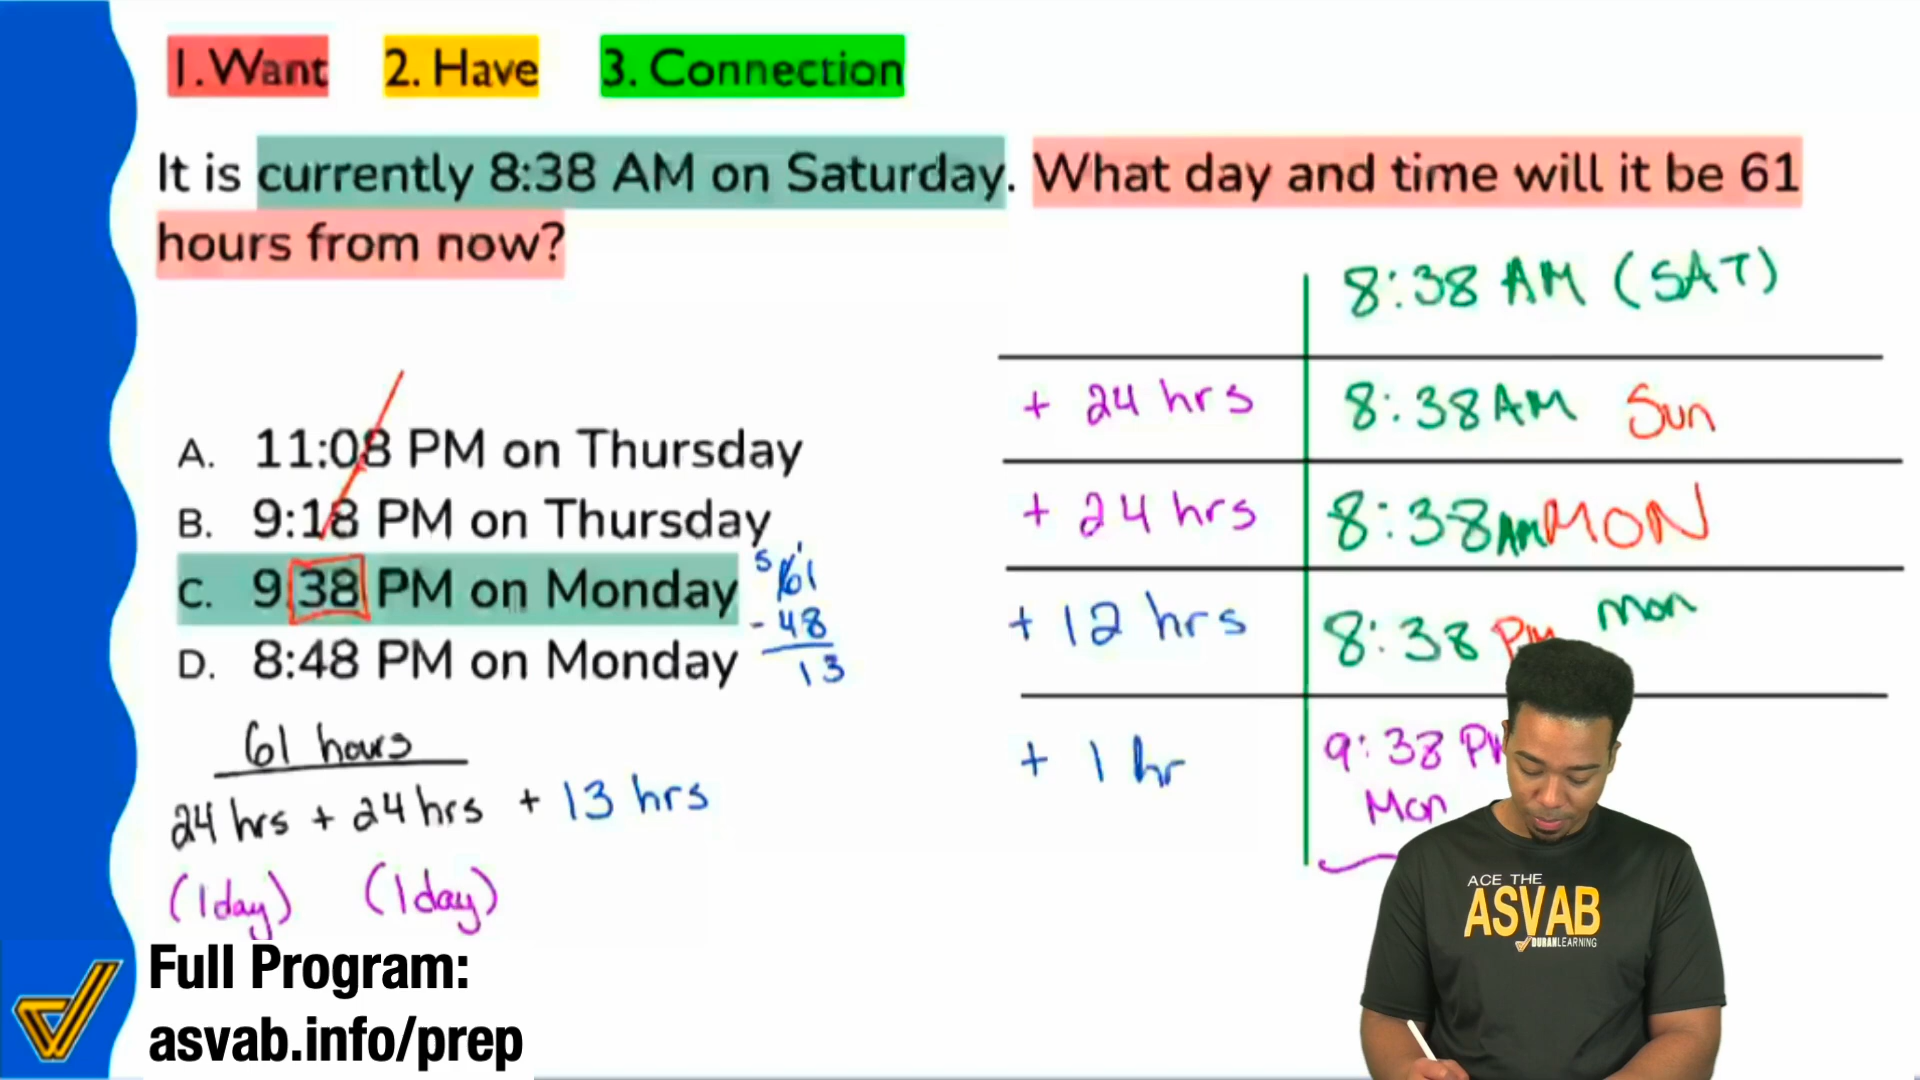 1. Want 2. Have 3. Connection
It is currently 8:38 AM on Saturday. What day and time will it be 61
hours from now?
A. 11:08 PM on Thursday
B. 9:18 PM on Thursday
C. 9:38 PM on Monday
D. 8:48 PM on Monday
5 1
61
- 48
13
61 hours
24 hrs + 24 hrs + 13 hrs
(1 day) (1 day)
8:38 AM (SAT)
+ 24 hrs 8:38 AM Sun
+ 24 hrs 8:38 AM MON
+ 12 hrs 8:38 PM Mon
+ 1 hr 9:38 PM
Mon
Full Program:
asvab.info/prep
ACE THE
ASVAB
DURAN LEARNING